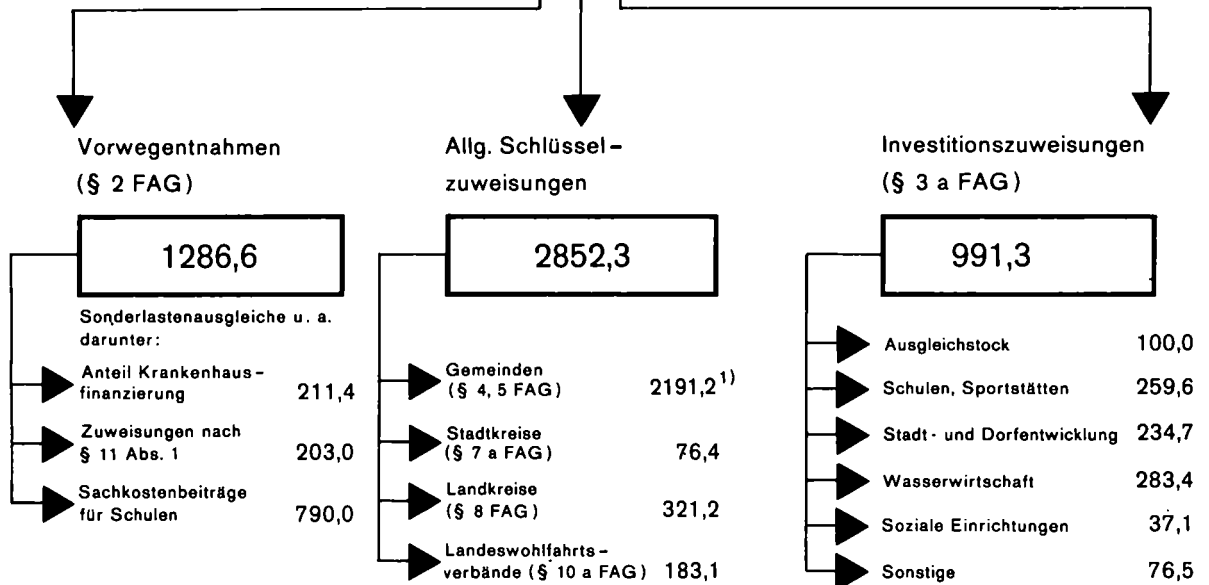 Vorwegentnahmen
(§ 2 FAG)
1286,6
Sonderlastenausgleiche u. a.
darunter:
Anteil Krankenhaus-
finanzierung 211,4
Zuweisungen nach
§ 11 Abs. 1 203,0
Sachkostenbeiträge
für Schulen 790,0
Allg. Schlüssel-
zuweisungen
2852,3
Gemeinden
(§ 4, 5 FAG) 2191,2 1)
Stadtkreise
(§ 7 a FAG) 76,4
Landkreise
(§ 8 FAG) 321,2
Landeswohlfahrts-
verbände (§ 10 a FAG) 183,1
Investitionszuweisungen
(§ 3 a FAG)
991,3
Ausgleichstock 100,0
Schulen, Sportstätten 259,6
Stadt- und Dorfentwicklung 234,7
Wasserwirtschaft 283,4
Soziale Einrichtungen 37,1
Sonstige 76,5